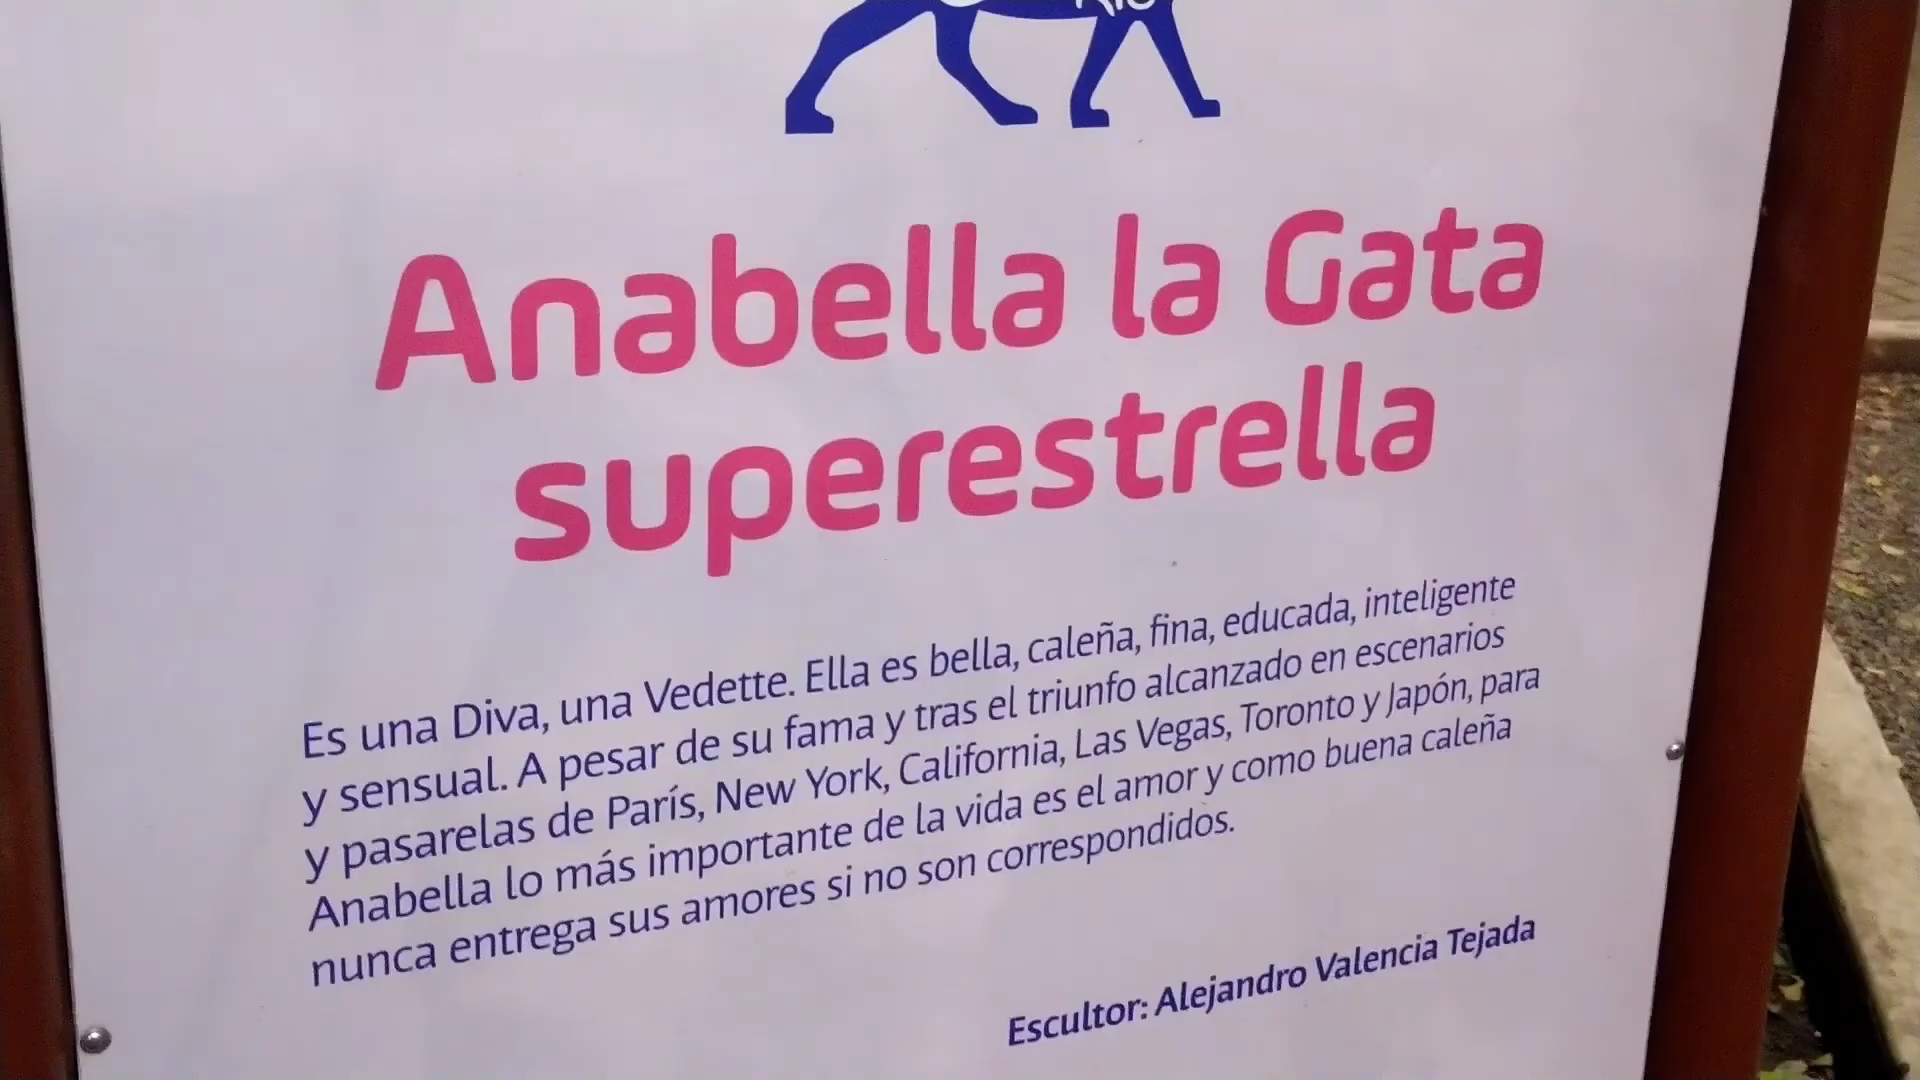 Anabella la Gata
superestrella
Es una Diva, una Vedette. Ella es bella, caleña, fina, educada, inteligente
y sensual. A pesar de su fama y tras el triunfo alcanzado en escenarios
y pasarelas de París, New York, California, Las Vegas, Toronto y Japón, para
Anabella lo más importante de la vida es el amor y como buena caleña
nunca entrega sus amores si no son correspondidos.
Escultor: Alejandro Valencia Tejada